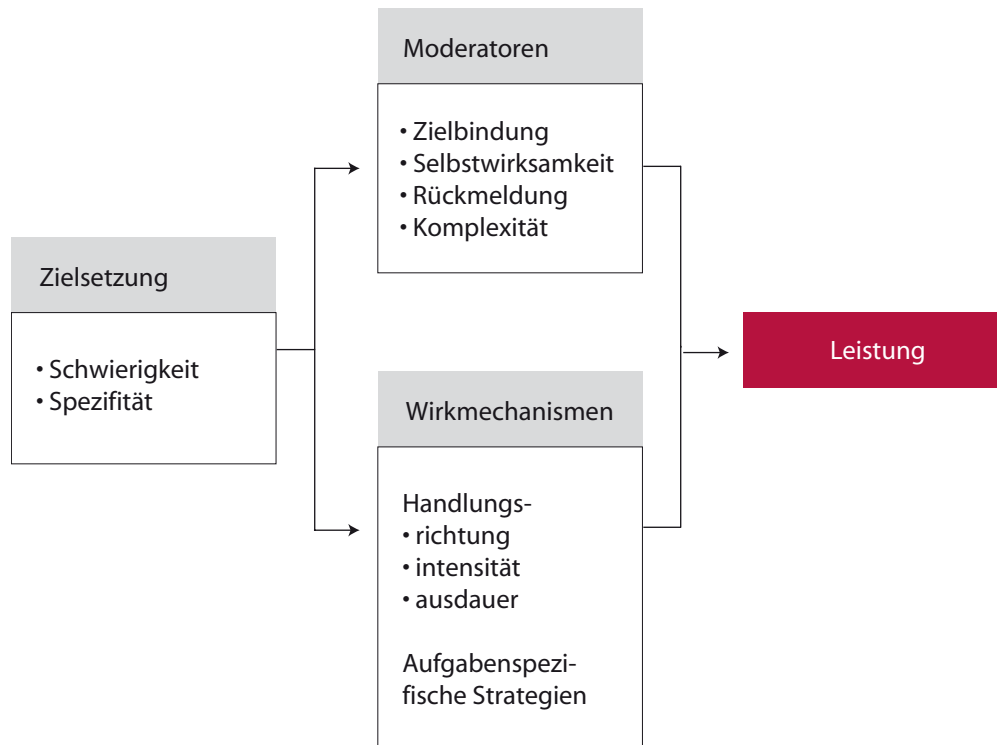 Moderatoren
• Zielbindung
• Selbstwirksamkeit
• Rückmeldung
• Komplexität
Zielsetzung
• Schwierigkeit
• Spezifität
Leistung
Wirkmechanismen
Handlungs-
• richtung
• intensität
• ausdauer
Aufgabenspezi-
fische Strategien